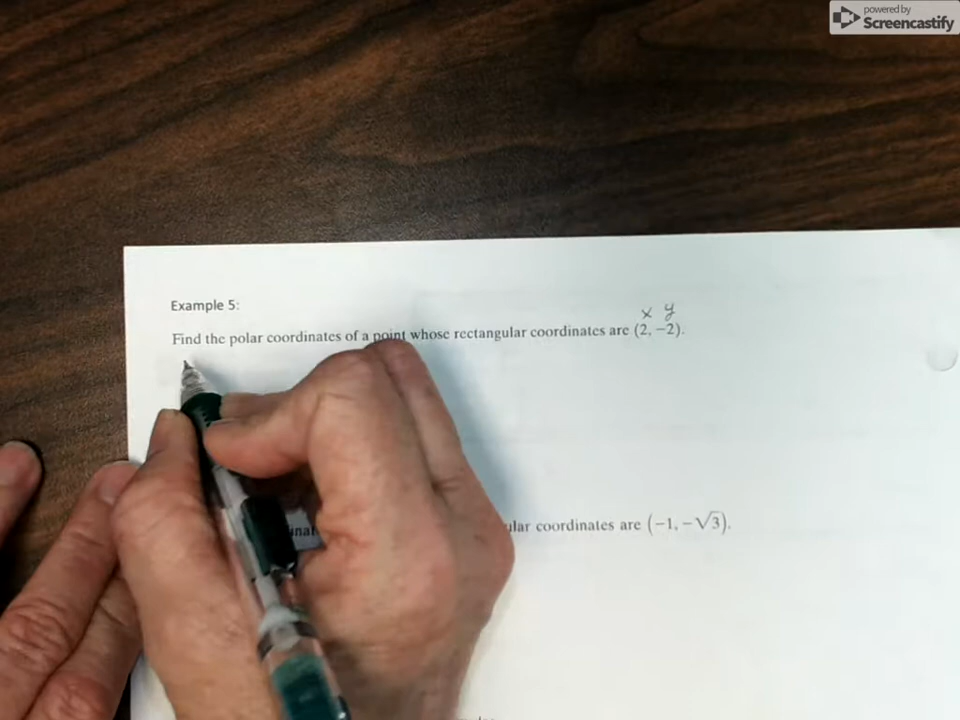 powered by
Screencastify
Example 5:
x y
Find the polar coordinates of a point whose rectangular coordinates are (2, −2).
coordinates are (−1, −√3).